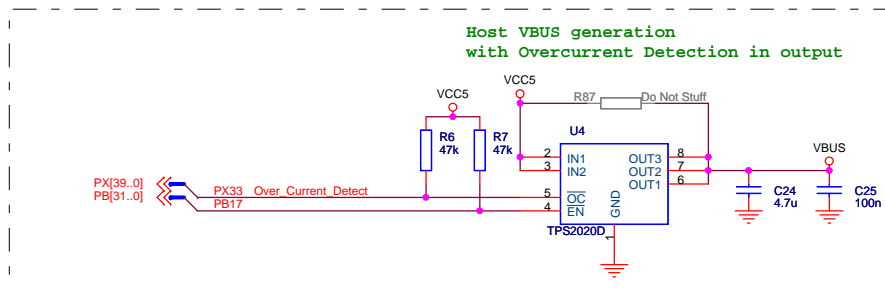 Host VBUS generation
with Overcurrent Detection in output
VCC5
R87 Do Not Stuff
VCC5
R6
47k
R7
47k
U4
VBUS
2 IN1
3 IN2
OUT3 8
OUT2 7
OUT1 6
PX[39..0]
PB[31..0]
PX33 Over_Current_Detect
PB17
5 OC
4 EN
GND
1
TPS2020D
C24
4.7u
C25
100n